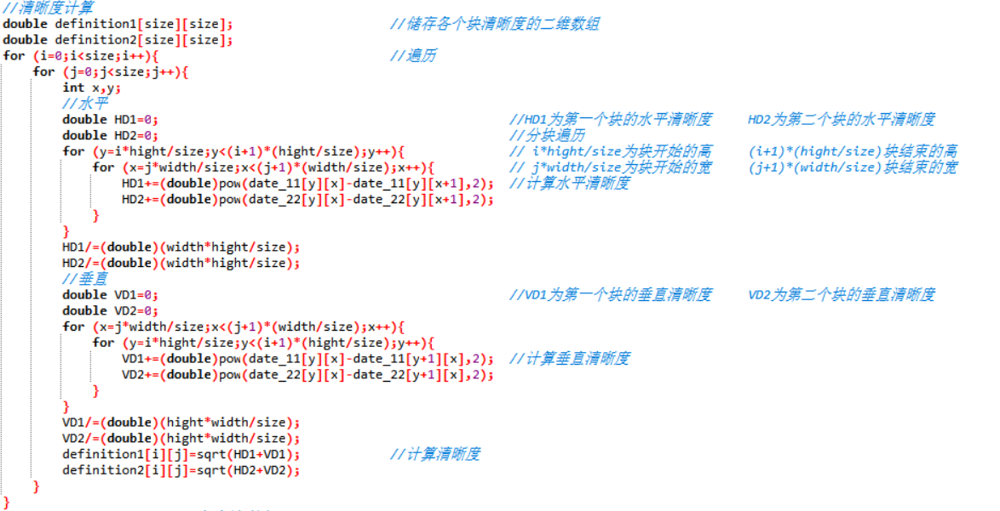 //清晰度计算
double definition1[size][size]; //储存各个块清晰度的二维数组
double definition2[size][size];
for (i=0;i<size;i++){ //遍历
for (j=0;j<size;j++){
int x,y;
//水平
double HD1=0; //HD1为第一个块的水平清晰度 HD2为第二个块的水平清晰度
double HD2=0; //分块遍历
for (y=i*hight/size;y<(i+1)*(hight/size);y++){ // i*hight/size为块开始的高 (i+1)*(hight/size)块结束的高
for (x=j*width/size;x<(j+1)*(width/size);x++){ // j*width/size为块开始的宽 (j+1)*(width/size)块结束的宽
HD1+=(double)pow(date_11[y][x]-date_11[y][x+1],2); //计算水平清晰度
HD2+=(double)pow(date_22[y][x]-date_22[y][x+1],2);
}
}
HD1/=(double)(width*hight/size);
HD2/=(double)(width*hight/size);
//垂直
double VD1=0; //VD1为第一个块的垂直清晰度 VD2为第二个块的垂直清晰度
double VD2=0;
for (x=j*width/size;x<(j+1)*(width/size);x++){
for (y=i*hight/size;y<(i+1)*(hight/size);y++){
VD1+=(double)pow(date_11[y][x]-date_11[y+1][x],2); //计算垂直清晰度
VD2+=(double)pow(date_22[y][x]-date_22[y+1][x],2);
}
}
VD1/=(double)(hight*width/size);
VD2/=(double)(hight*width/size);
definition1[i][j]=sqrt(HD1+VD1); //计算清晰度
definition2[i][j]=sqrt(HD2+VD2);
}
}